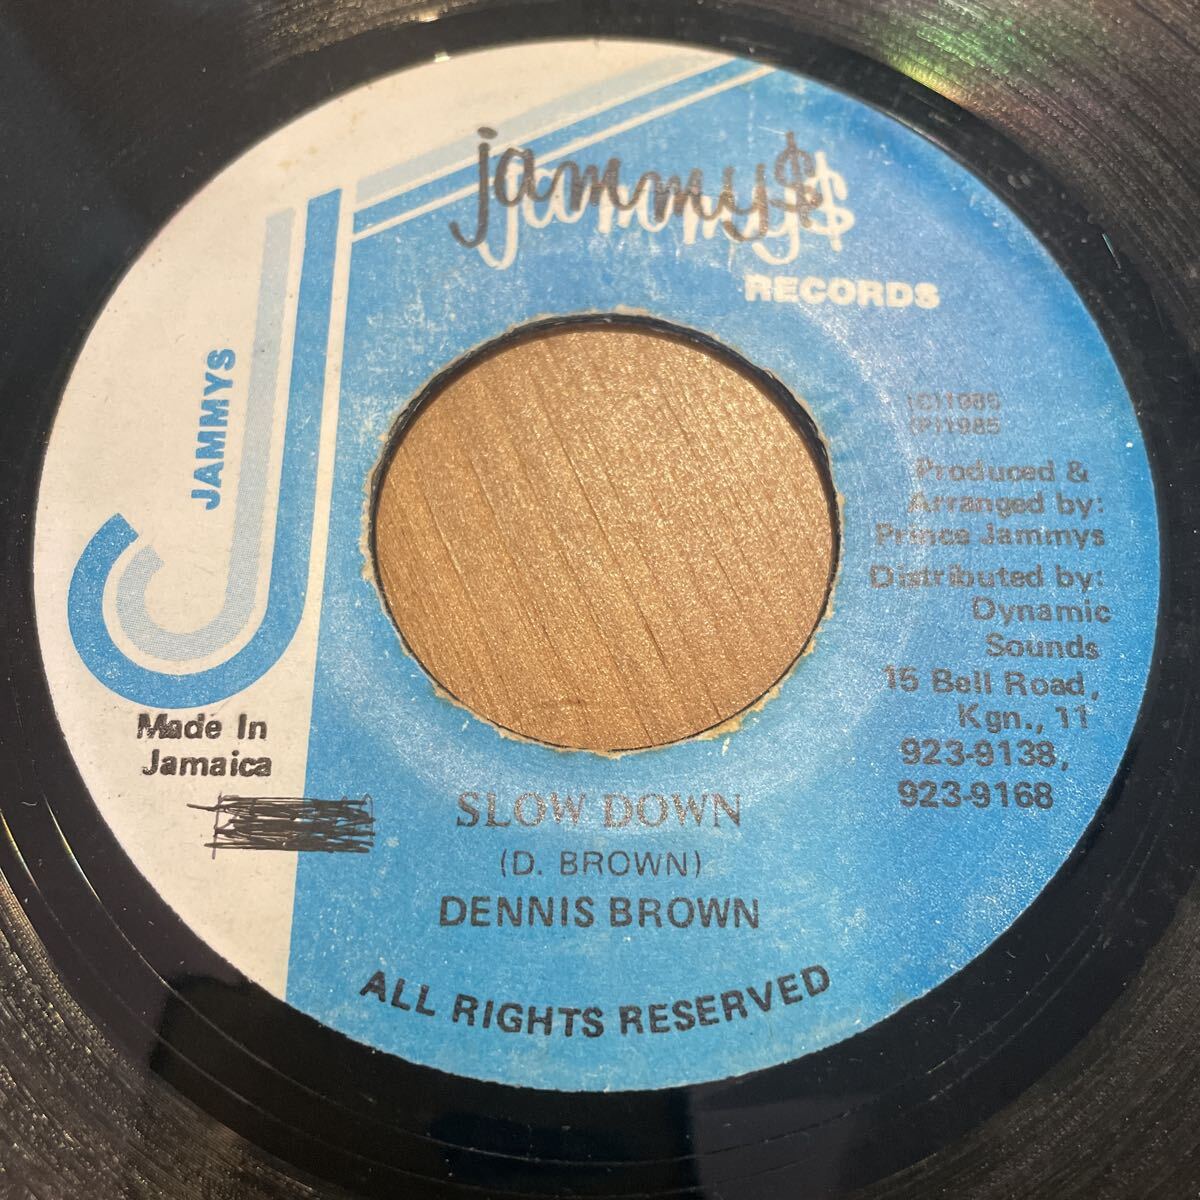 jammy$
RECORDS
JAMMYS
(C)1985
(P)1985
Produced &
Arranged by:
Prince Jammys
Distributed by:
Dynamic
Sounds
15 Bell Road,
Kgn., 11
923-9138,
923-9168
Made In
Jamaica
SLOW DOWN
(D. BROWN)
DENNIS BROWN
ALL RIGHTS RESERVED